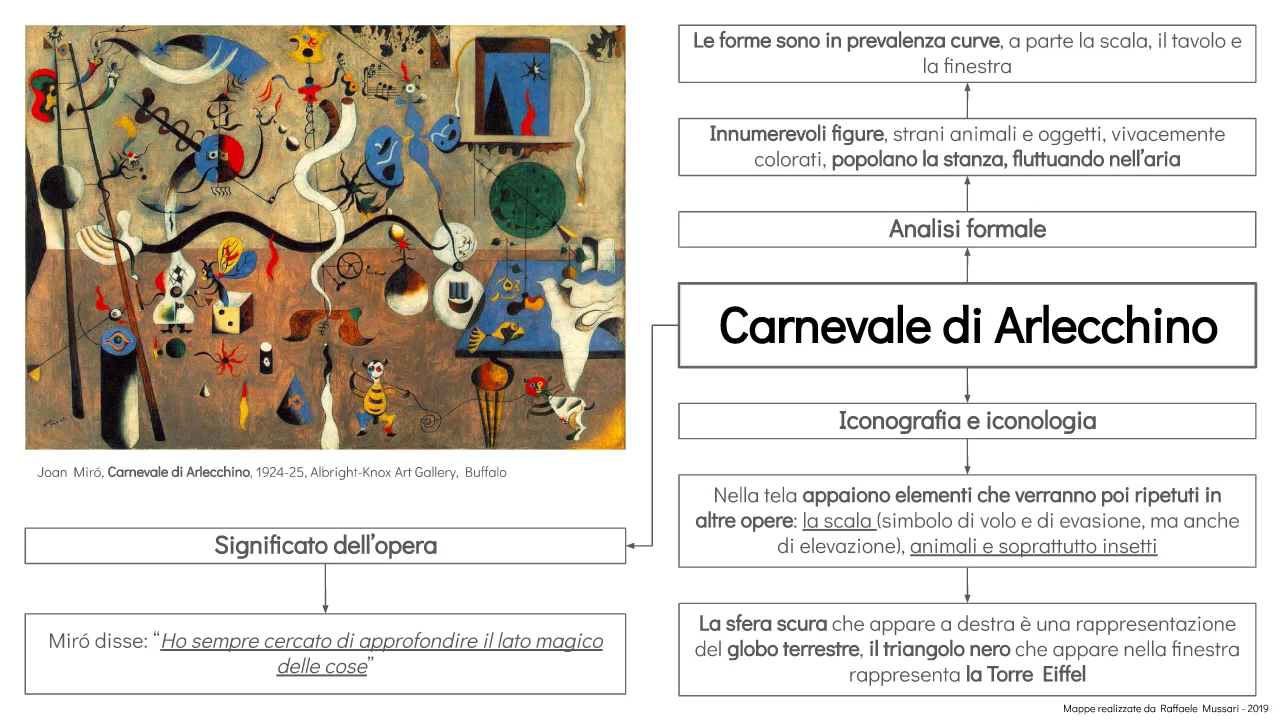 Le forme sono in prevalenza curve, a parte la scala, il tavolo e
la finestra
Innumerevoli figure, strani animali e oggetti, vivacemente
colorati, popolano la stanza, fluttuando nell'aria
Analisi formale
Carnevale di Arlecchino
Iconografia e iconologia
Nella tela appaiono elementi che verranno poi ripetuti in
altre opere: la scala (simbolo di volo e di evasione, ma anche
di elevazione), animali e soprattutto insetti
La sfera scura che appare a destra è una rappresentazione
del globo terrestre, il triangolo nero che appare nella finestra
rappresenta la Torre Eiffel
Joan Miró, Carnevale di Arlecchino, 1924-25, Albright-Knox Art Gallery, Buffalo
Significato dell'opera
Miró disse: “Ho sempre cercato di approfondire il lato magico
delle cose”
Mappe realizzate da Raffaele Mussari - 2019